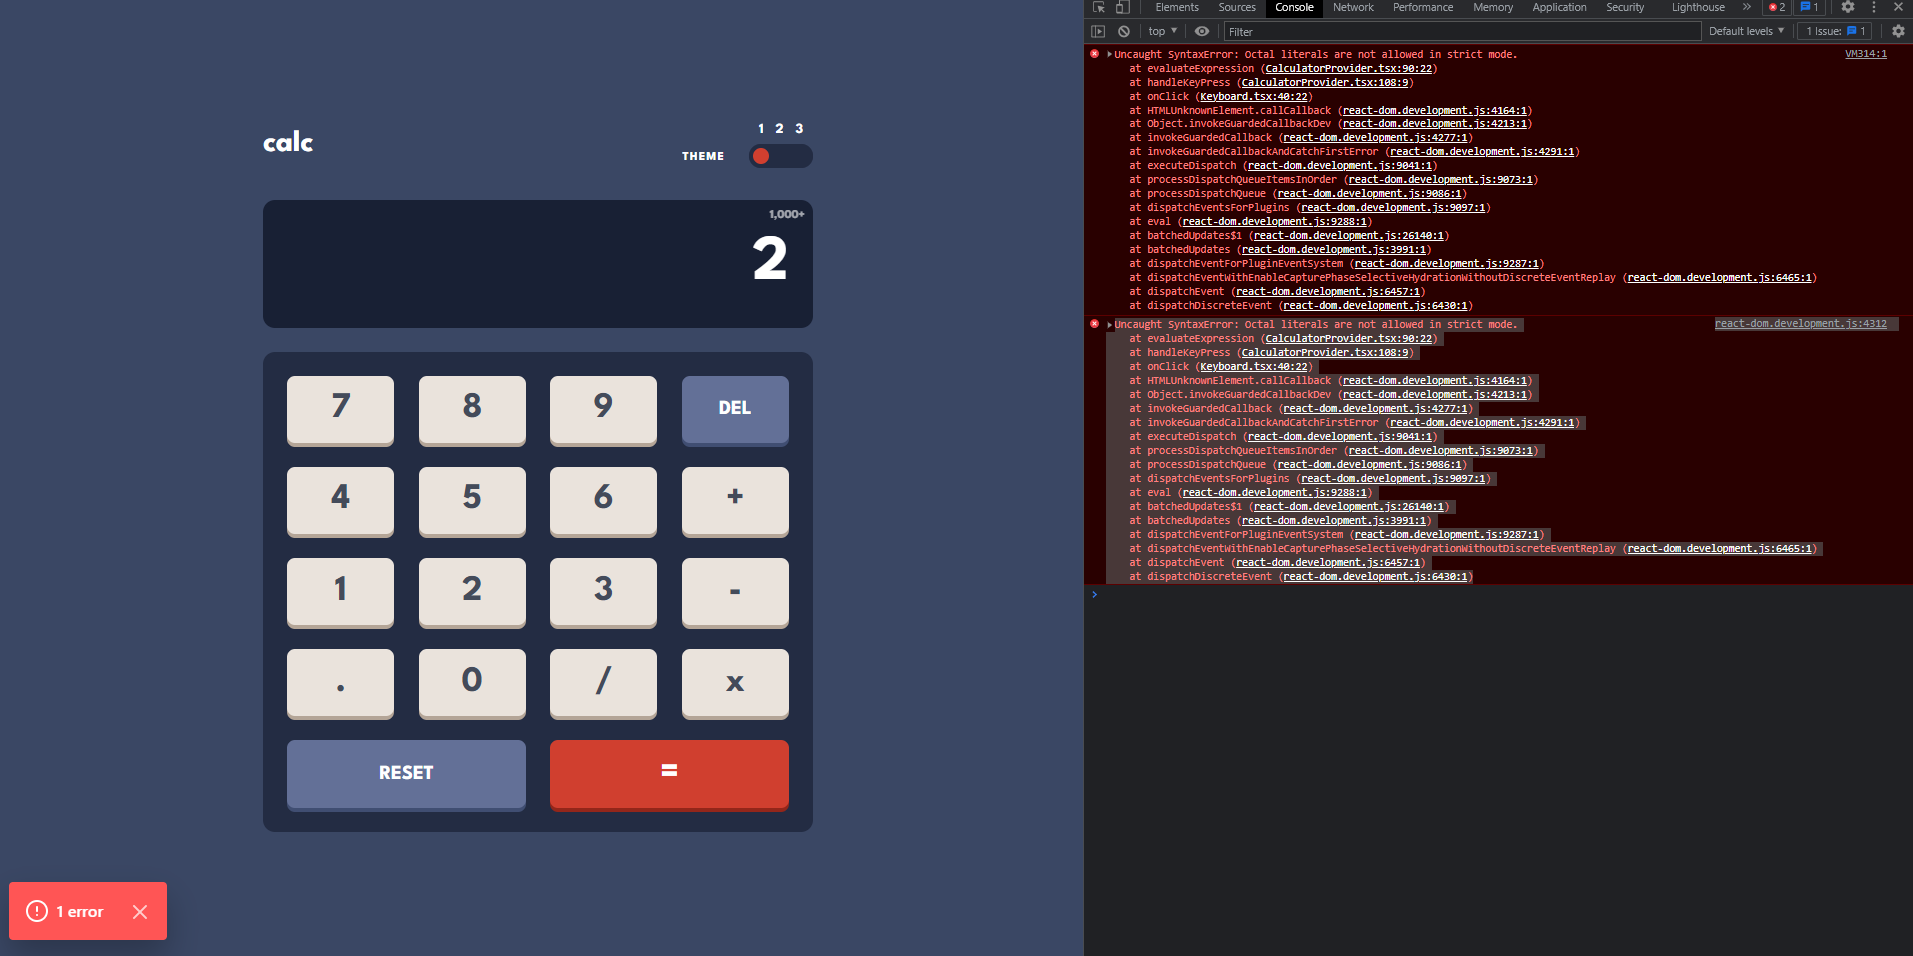 calc
1 2 3
THEME
1,000+
2
7 8 9 DEL
4 5 6 +
1 2 3 -
. 0 / x
RESET =
1 error
Elements Sources Console Network Performance Memory Application Security Lighthouse » 2 1
top Filter Default levels 1 Issue: 1
Uncaught SyntaxError: Octal literals are not allowed in strict mode. VM314:1
at evaluateExpression (CalculatorProvider.tsx:90:22)
at handleKeyPress (CalculatorProvider.tsx:108:9)
at onClick (Keyboard.tsx:40:22)
at HTMLUnknownElement.callCallback (react-dom.development.js:4164:1)
at Object.invokeGuardedCallbackDev (react-dom.development.js:4213:1)
at invokeGuardedCallback (react-dom.development.js:4277:1)
at invokeGuardedCallbackAndCatchFirstError (react-dom.development.js:4291:1)
at executeDispatch (react-dom.development.js:9041:1)
at processDispatchQueueItemsInOrder (react-dom.development.js:9073:1)
at processDispatchQueue (react-dom.development.js:9086:1)
at dispatchEventsForPlugins (react-dom.development.js:9097:1)
at eval (react-dom.development.js:9288:1)
at batchedUpdates$1 (react-dom.development.js:26140:1)
at batchedUpdates (react-dom.development.js:3991:1)
at dispatchEventForPluginEventSystem (react-dom.development.js:9287:1)
at dispatchEventWithEnableCapturePhaseSelectiveHydrationWithoutDiscreteEventReplay (react-dom.development.js:6465:1)
at dispatchEvent (react-dom.development.js:6457:1)
at dispatchDiscreteEvent (react-dom.development.js:6430:1)
Uncaught SyntaxError: Octal literals are not allowed in strict mode. react-dom.development.js:4312
at evaluateExpression (CalculatorProvider.tsx:90:22)
at handleKeyPress (CalculatorProvider.tsx:108:9)
at onClick (Keyboard.tsx:40:22)
at HTMLUnknownElement.callCallback (react-dom.development.js:4164:1)
at Object.invokeGuardedCallbackDev (react-dom.development.js:4213:1)
at invokeGuardedCallback (react-dom.development.js:4277:1)
at invokeGuardedCallbackAndCatchFirstError (react-dom.development.js:4291:1)
at executeDispatch (react-dom.development.js:9041:1)
at processDispatchQueueItemsInOrder (react-dom.development.js:9073:1)
at processDispatchQueue (react-dom.development.js:9086:1)
at dispatchEventsForPlugins (react-dom.development.js:9097:1)
at eval (react-dom.development.js:9288:1)
at batchedUpdates$1 (react-dom.development.js:26140:1)
at batchedUpdates (react-dom.development.js:3991:1)
at dispatchEventForPluginEventSystem (react-dom.development.js:9287:1)
at dispatchEventWithEnableCapturePhaseSelectiveHydrationWithoutDiscreteEventReplay (react-dom.development.js:6465:1)
at dispatchEvent (react-dom.development.js:6457:1)
at dispatchDiscreteEvent (react-dom.development.js:6430:1)